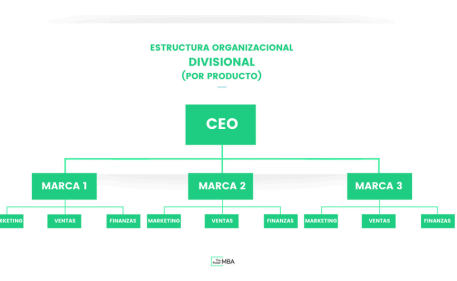 ESTRUCTURA ORGANIZACIONAL
DIVISIONAL
(POR PRODUCTO)
CEO
MARCA 1
MARCA 2
MARCA 3
RKETING
VENTAS
FINANZAS
MARKETING
VENTAS
FINANZAS
MARKETING
VENTAS
FINANZAS
MBA